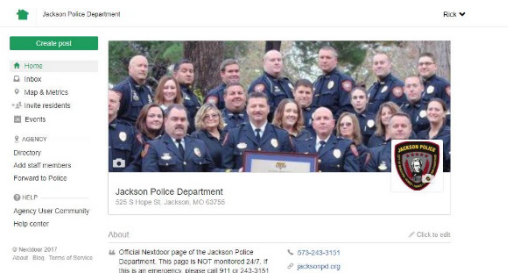 Jackson Police Department
Rick
Create post
Home
Inbox
Map & Metrics
Invite residents
Events
AGENCY
Directory
Add staff members
Forward to Police
HELP
Agency User Community
Help center
© Nextdoor 2017
About Blog Terms of Service
JACKSON POLICE
Jackson Police Department
525 S Hope St, Jackson, MO 63755
About
Click to edit
Official Nextdoor page of the Jackson Police
Department. This page is NOT monitored 24/7. If
this is an emergency, please call 911 or 243-3151
573-243-3151
jacksonpd.org